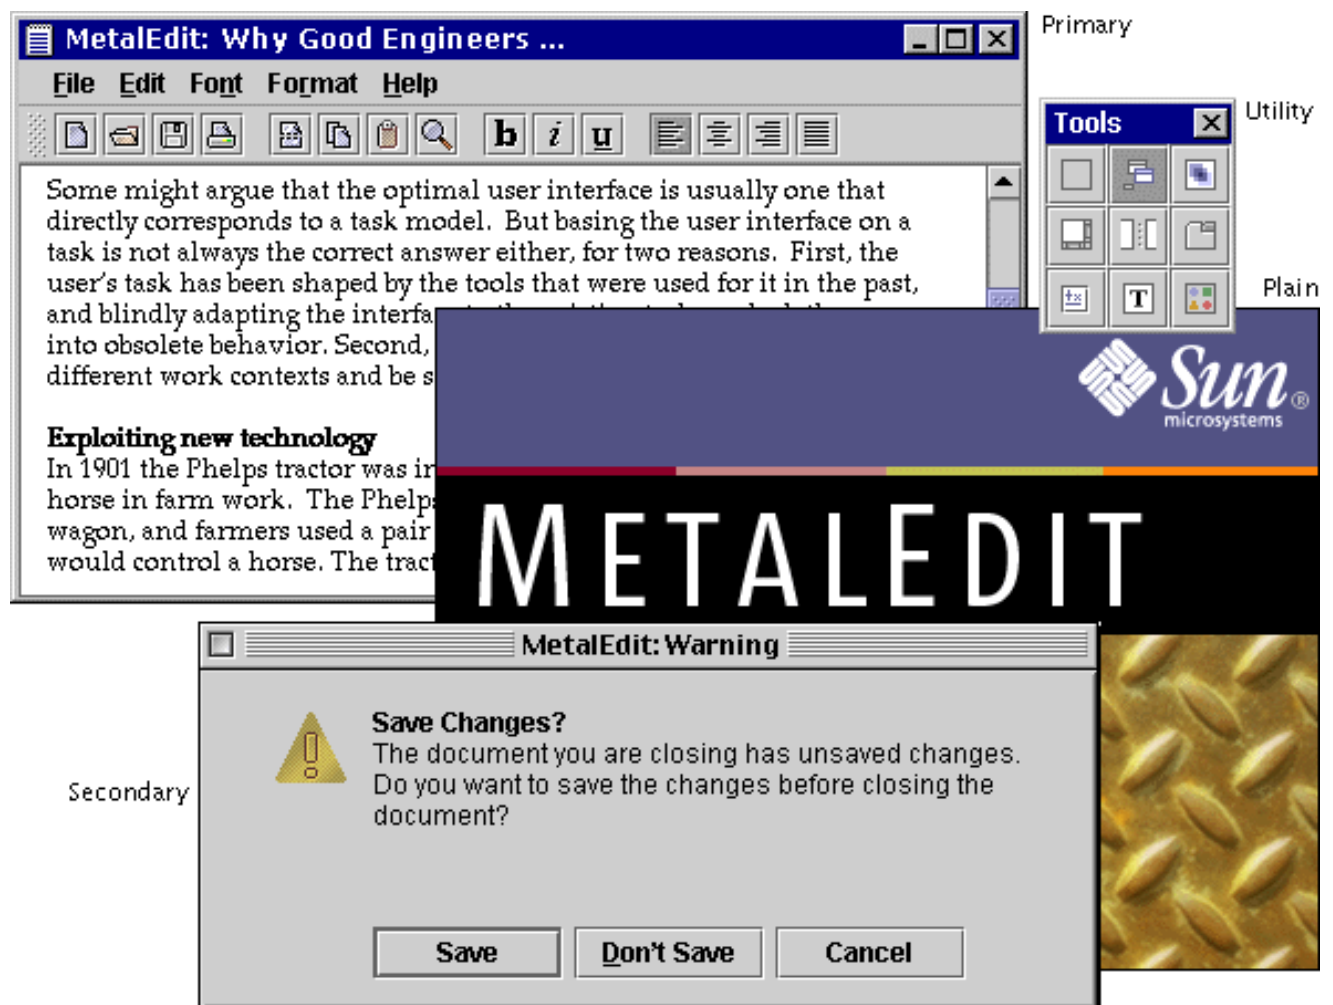 MetalEdit: Why Good Engineers ...
File Edit Font Format Help
b i u
Some might argue that the optimal user interface is usually one that
directly corresponds to a task model. But basing the user interface on a
task is not always the correct answer either, for two reasons. First, the
user's task has been shaped by the tools that were used for it in the past,
and blindly adapting the interfa
into obsolete behavior. Second,
different work contexts and be s
Exploiting new technology
In 1901 the Phelps tractor was in
horse in farm work. The Phelps
wagon, and farmers used a pair
would control a horse. The tract
Primary
Tools
Utility
T
Plain
Sun®
microsystems
METALEDIT
MetalEdit: Warning
Save Changes?
The document you are closing has unsaved changes.
Do you want to save the changes before closing the
document?
Secondary
Save Don't Save Cancel